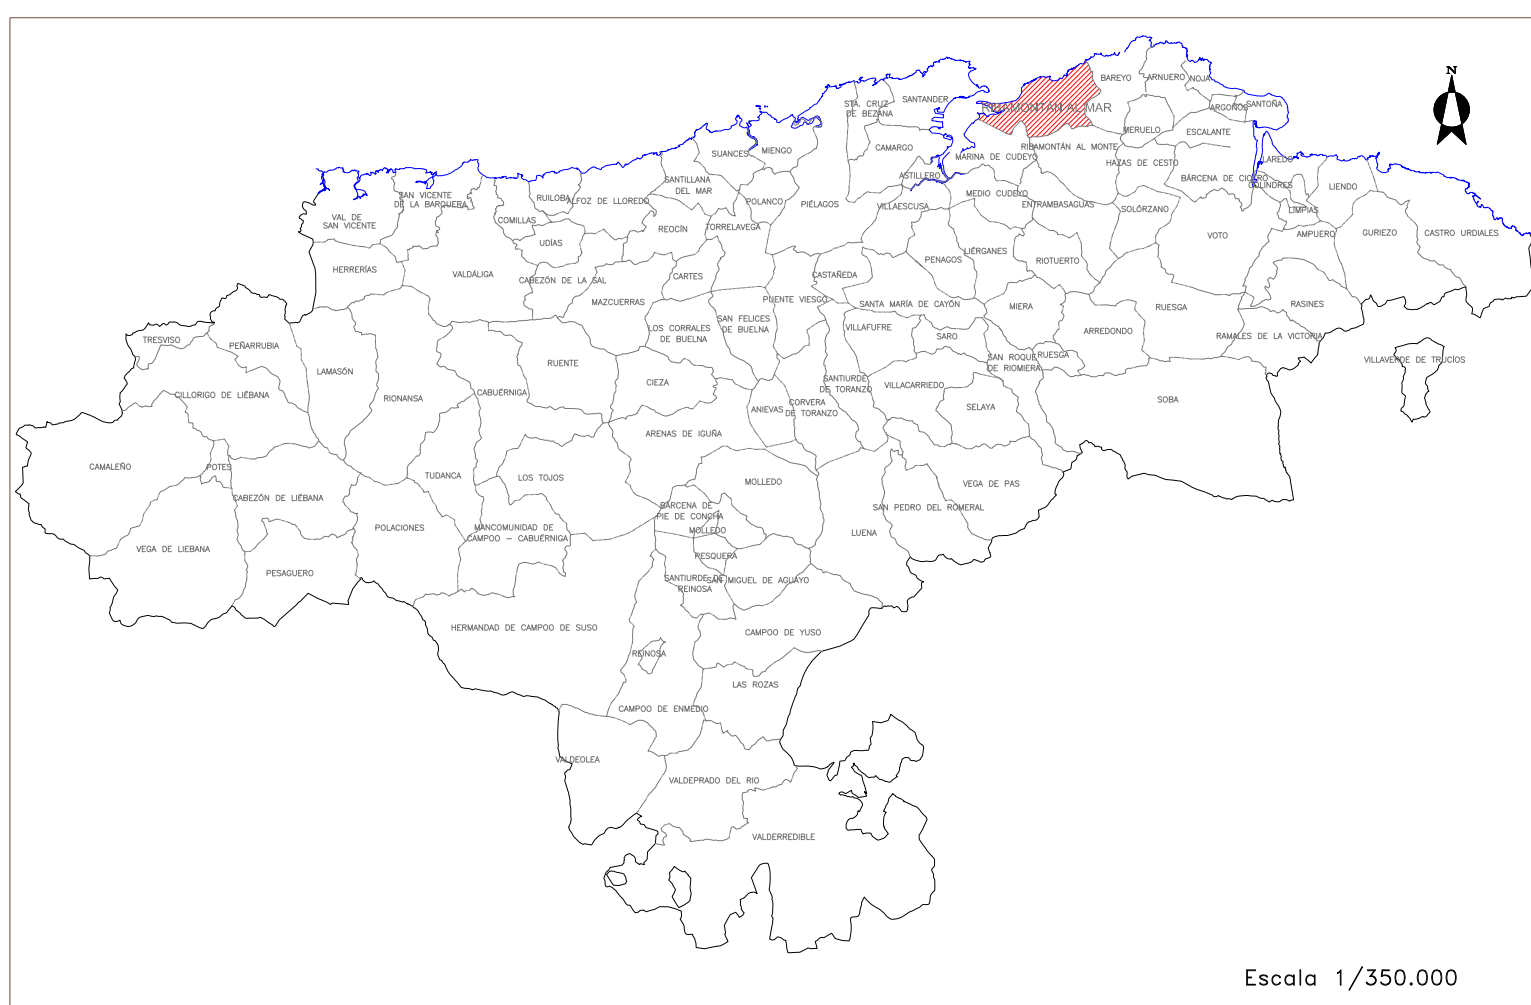 N
BAREYO
ARNUERO
NOJA
STA. CRUZ
DE BEZANA
SANTANDER
RIBAMONTÁN AL MAR
ARGOÑOS
SANTOÑA
MERUELO
ESCALANTE
CAMARGO
MARINA DE CUDEYO
RIBAMONTÁN AL MONTE
HAZAS DE CESTO
LAREDO
SUANCES
MIENGO
ASTILLERO
BÁRCENA DE CICERO
COLINDRES
LIENDO
SANTILLANA
DEL MAR
SAN VICENTE
DE LA BARQUERA
RUILOBA
ALFOZ DE LLOREDO
POLANCO
PIÉLAGOS
VILLAESCUSA
MEDIO CUDEYO
ENTRAMBASAGUAS
SOLÓRZANO
LIMPIAS
VAL DE
SAN VICENTE
COMILLAS
REOCÍN
TORRELAVEGA
VOTO
AMPUERO
GURIEZO
CASTRO URDIALES
UDÍAS
PENAGOS
LIÉRGANES
RIOTUERTO
HERRERÍAS
VALDÁLIGA
CABEZÓN DE LA SAL
CARTES
CASTAÑEDA
MAZCUERRAS
PUENTE VIESGO
SANTA MARÍA DE CAYÓN
MIERA
RUESGA
RASINES
LOS CORRALES
DE BUELNA
SAN FELICES
DE BUELNA
VILLAFUFRE
SARO
ARREDONDO
RAMALES DE LA VICTORIA
TRESVISO
PEÑARRUBIA
SAN ROQUE
DE RIOMIERA
RUESGA
VILLAVERDE DE TRUCÍOS
LAMASÓN
RUENTE
CIEZA
SANTIURDE
DE TORANZO
VILLACARRIEDO
CILLORIGO DE LIÉBANA
RIONANSA
CABUÉRNIGA
ANIEVAS
CORVERA
DE TORANZO
SELAYA
SOBA
ARENAS DE IGUÑA
CAMALEÑO
POTES
TUDANCA
LOS TOJOS
MOLLEDO
VEGA DE PAS
CABEZÓN DE LIÉBANA
BÁRCENA DE
PIE DE CONCHA
SAN PEDRO DEL ROMERAL
POLACIONES
MANCOMUNIDAD DE
CAMPOO – CABUÉRNIGA
MOLLEDO
LUENA
VEGA DE LIEBANA
PESQUERA
PESAGUERO
SANTIURDE DE
REINOSA
SAN MIGUEL DE AGUAYO
HERMANDAD DE CAMPOO DE SUSO
CAMPOO DE YUSO
REINOSA
LAS ROZAS
CAMPOO DE ENMEDIO
VALDEOLEA
VALDEPRADO DEL RIO
VALDERREDIBLE
Escala 1/350.000